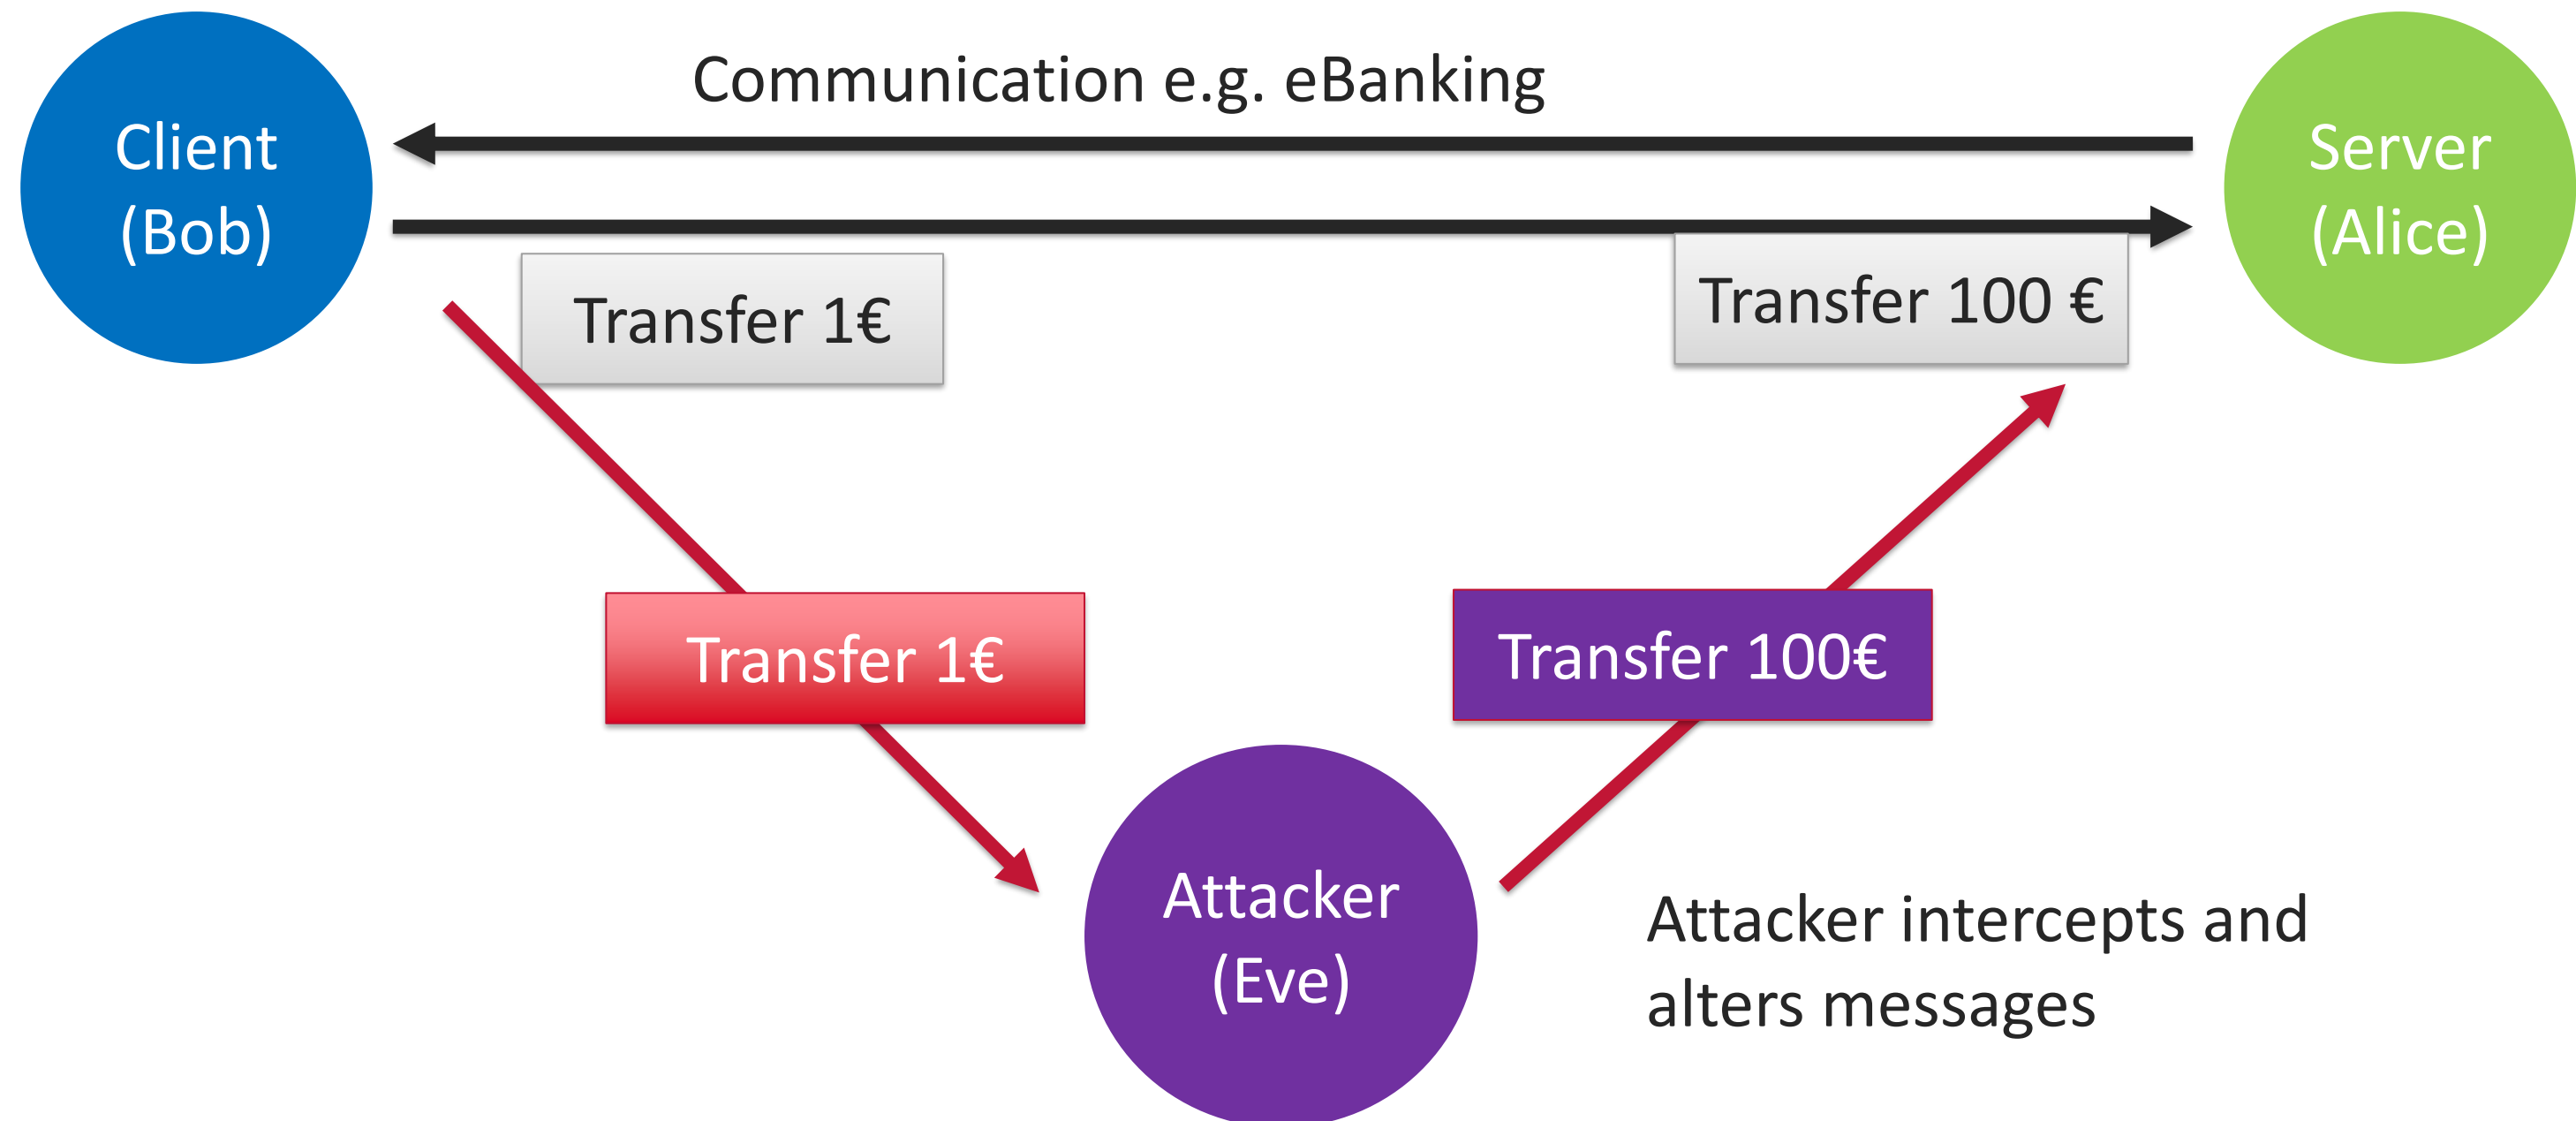 Communication e.g. eBanking
Client
(Bob)
Server
(Alice)
Transfer 1€
Transfer 100 €
Transfer 1€
Transfer 100€
Attacker
(Eve)
Attacker intercepts and
alters messages